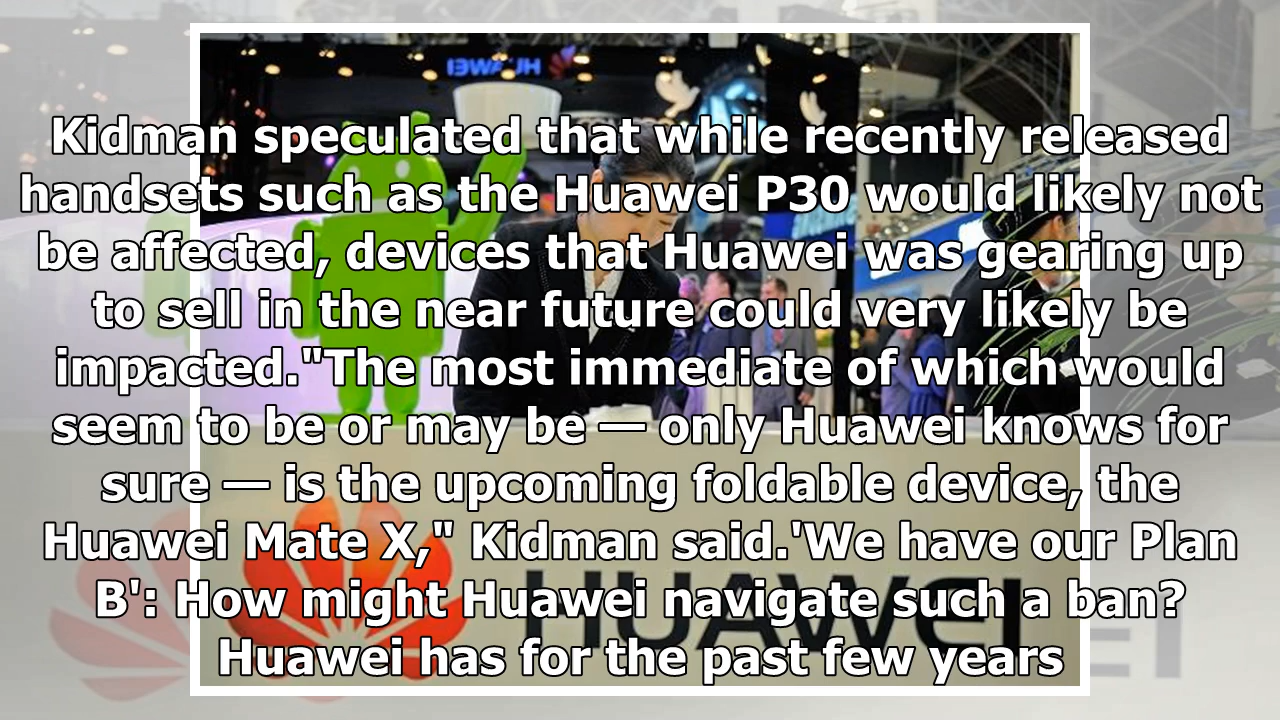 HUAWEI
Kidman speculated that while recently released
handsets such as the Huawei P30 would likely not
be affected, devices that Huawei was gearing up
to sell in the near future could very likely be
impacted."The most immediate of which would
seem to be or may be — only Huawei knows for
sure — is the upcoming foldable device, the
Huawei Mate X," Kidman said.'We have our Plan
B': How might Huawei navigate such a ban?
HUAWEI
Huawei has for the past few years